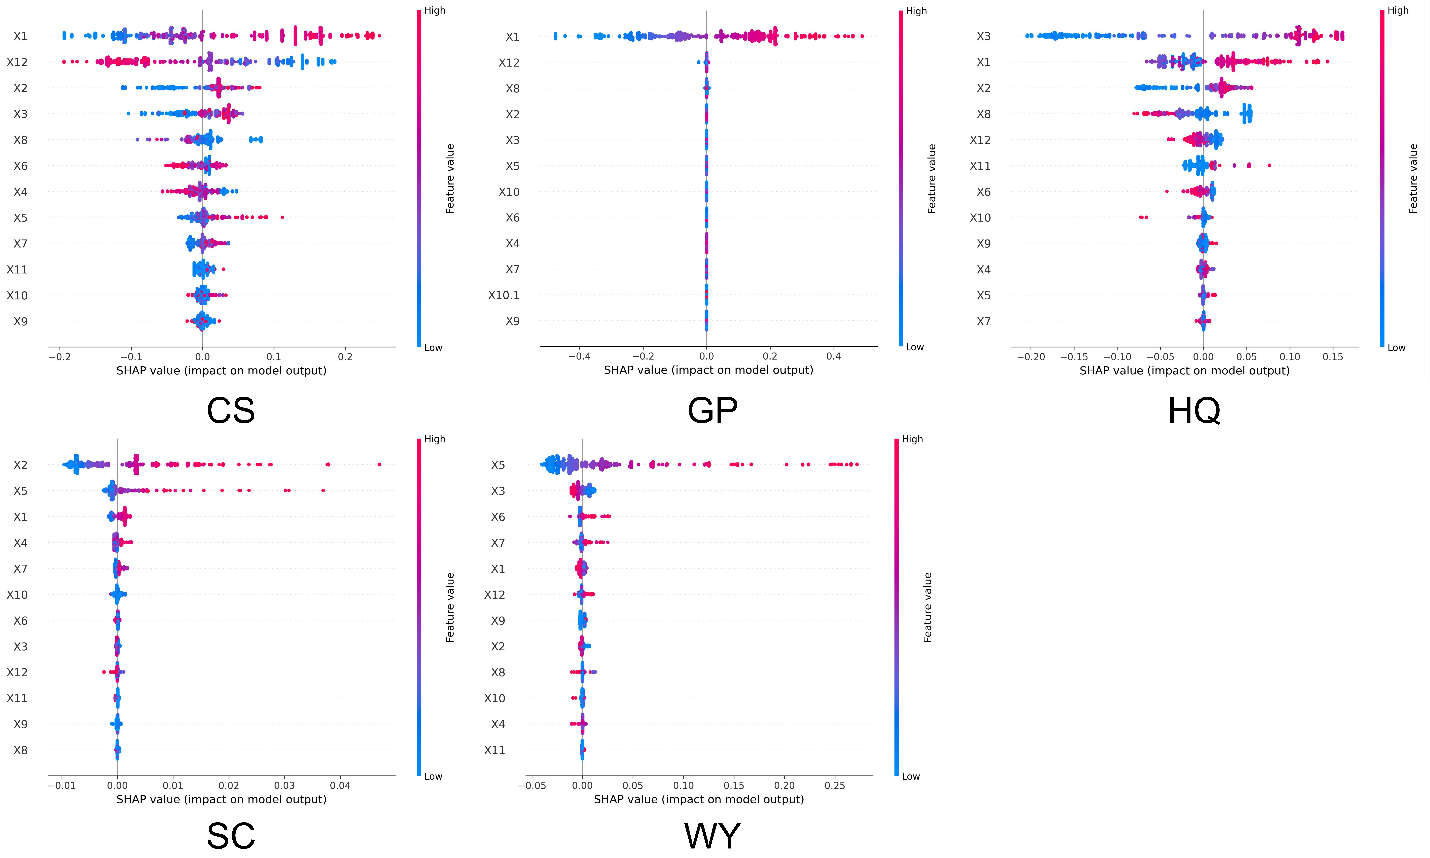 High
X1
X12
X2
X3
X8
X6
X4
X5
X7
X11
X10
X9
Feature value
Low
−0.2 −0.1 0.0 0.1 0.2
SHAP value (impact on model output)
CS
High
X1
X12
X8
X2
X3
X5
X10
X6
X4
X7
X10.1
X9
Feature value
Low
−0.4 −0.2 0.0 0.2 0.4
SHAP value (impact on model output)
GP
High
X3
X1
X2
X8
X12
X11
X6
X10
X9
X4
X5
X7
Feature value
Low
−0.20 −0.15 −0.10 −0.05 0.00 0.05 0.10 0.15
SHAP value (impact on model output)
HQ
High
X2
X5
X1
X4
X7
X10
X6
X3
X12
X11
X9
X8
Feature value
Low
−0.01 0.00 0.01 0.02 0.03 0.04
SHAP value (impact on model output)
SC
High
X5
X3
X6
X7
X1
X12
X9
X2
X8
X10
X4
X11
Feature value
Low
−0.05 0.00 0.05 0.10 0.15 0.20 0.25
SHAP value (impact on model output)
WY